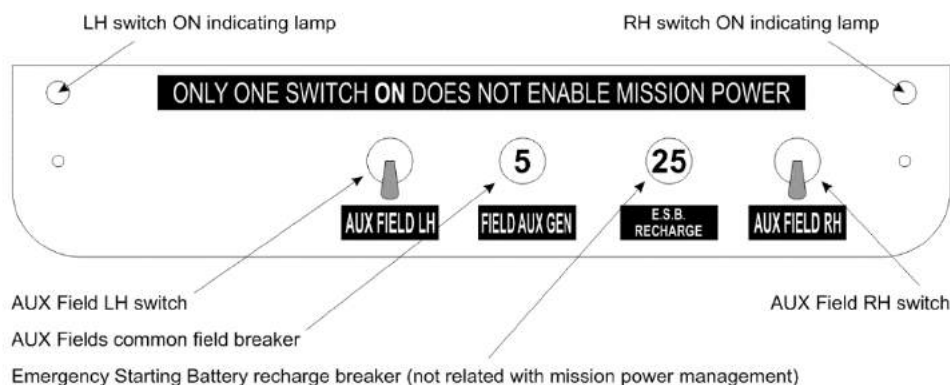 LH switch ON indicating lamp
RH switch ON indicating lamp
ONLY ONE SWITCH ON DOES NOT ENABLE MISSION POWER
5
25
AUX FIELD LH
FIELD AUX GEN
E.S.B.
RECHARGE
AUX FIELD RH
AUX Field LH switch
AUX Field RH switch
AUX Fields common field breaker
Emergency Starting Battery recharge breaker (not related with mission power management)